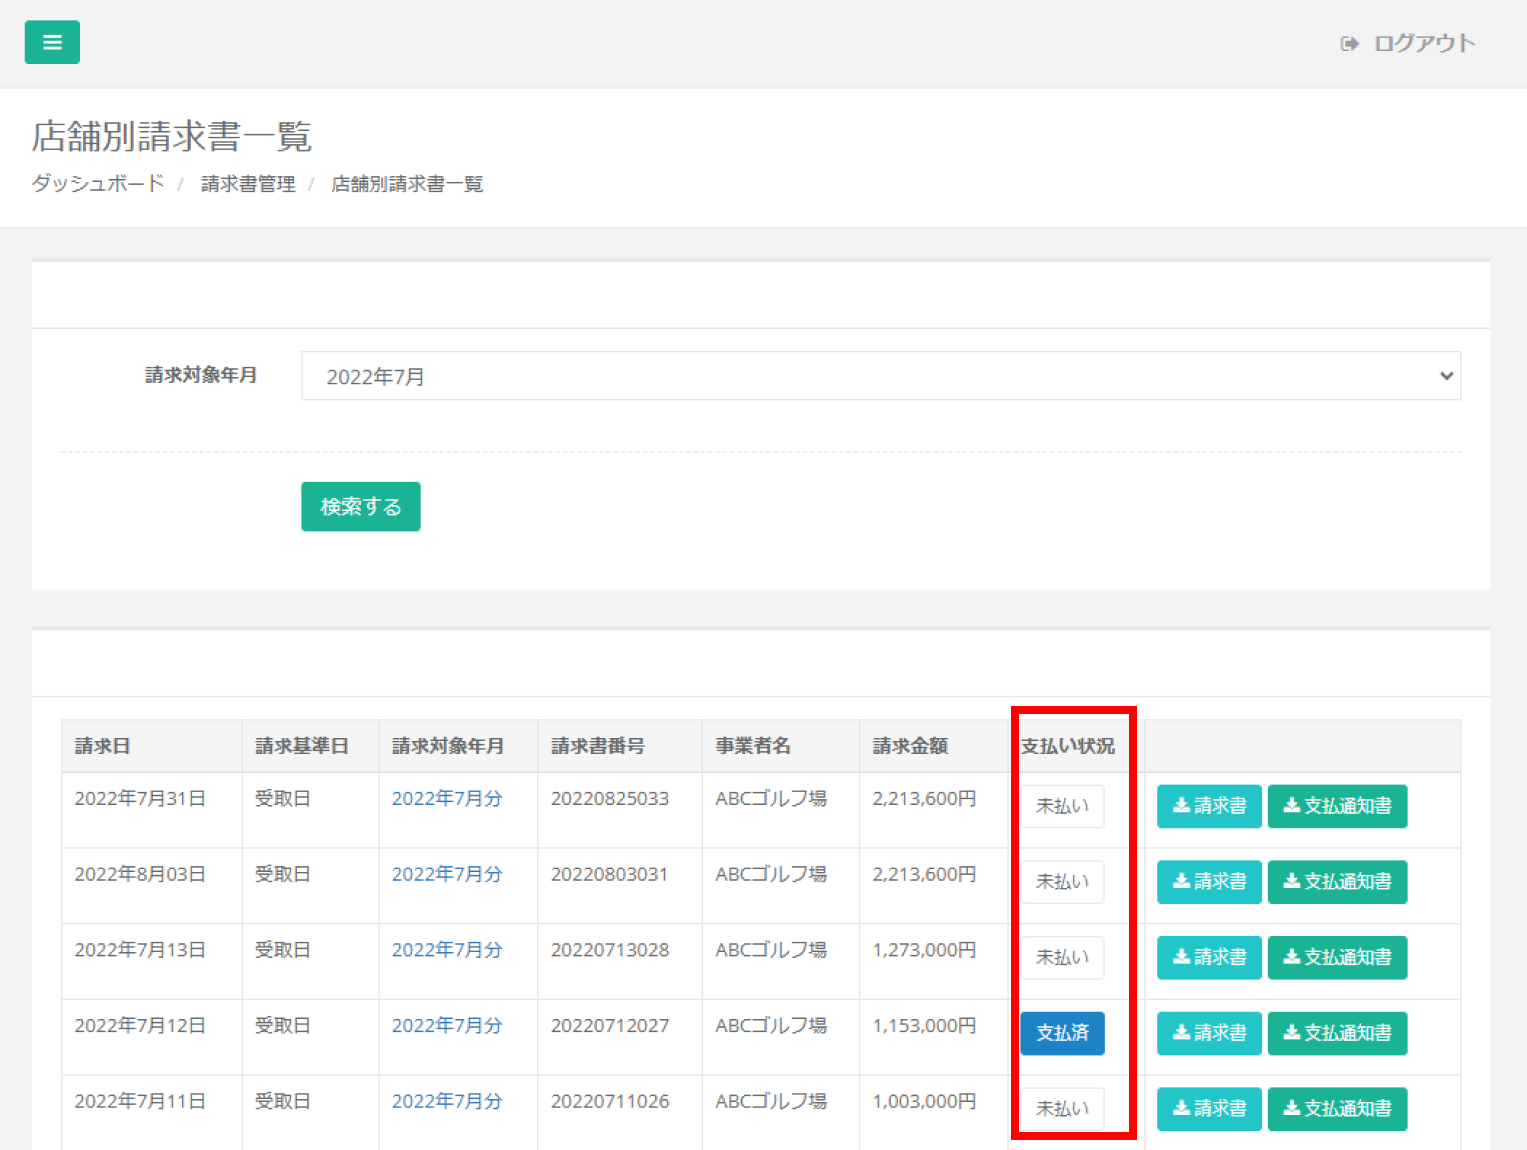 ログアウト
店舗別請求書一覧
ダッシュボード / 請求書管理 / 店舗別請求書一覧
請求対象年月 2022年7月
検索する
請求日 請求基準日 請求対象年月 請求書番号 事業者名 請求金額 支払い状況
2022年7月31日 受取日 2022年7月分 20220825033 ABCゴルフ場 2,213,600円 未払い 請求書 支払通知書
2022年8月03日 受取日 2022年7月分 20220803031 ABCゴルフ場 2,213,600円 未払い 請求書 支払通知書
2022年7月13日 受取日 2022年7月分 20220713028 ABCゴルフ場 1,273,000円 未払い 請求書 支払通知書
2022年7月12日 受取日 2022年7月分 20220712027 ABCゴルフ場 1,153,000円 支払済 請求書 支払通知書
2022年7月11日 受取日 2022年7月分 20220711026 ABCゴルフ場 1,003,000円 未払い 請求書 支払通知書